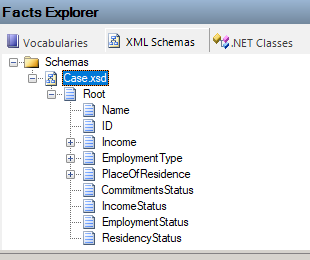 Facts Explorer
Vocabularies XML Schemas .NET Classes
Schemas
Case.xsd
Root
Name
ID
Income
EmploymentType
PlaceOfResidence
CommitmentsStatus
IncomeStatus
EmploymentStatus
ResidencyStatus